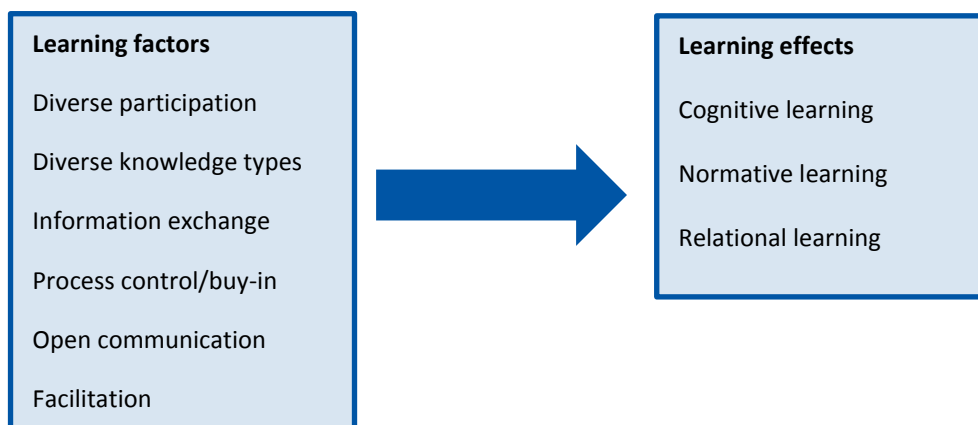 Learning factors
Diverse participation
Diverse knowledge types
Information exchange
Process control/buy-in
Open communication
Facilitation
Learning effects
Cognitive learning
Normative learning
Relational learning